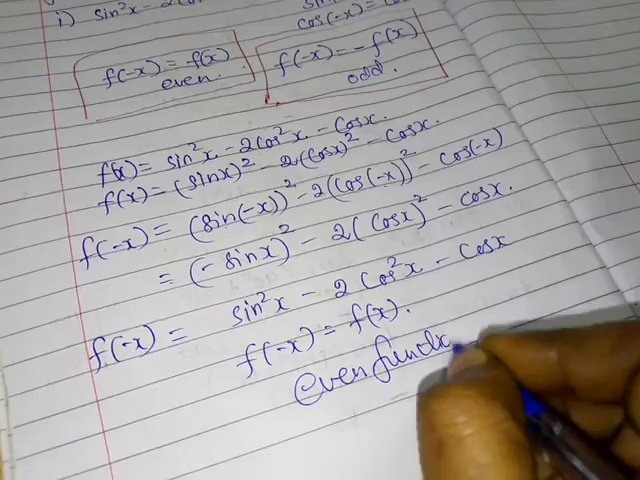 i) sin²x - 2cos
cos(-x) = cos
f(-x) = f(x)
even.
f(-x) = -f(x)
odd.
f(x) = sin²x - 2cos²x - cosx.
f(x) = (sinx)² - 2(cosx)² - cosx.
f(-x) = (sin(-x))² - 2(cos(-x))² - cos(-x)
= (-sinx)² - 2(cosx)² - cosx.
f(-x) = sin²x - 2cos²x - cosx
f(-x) = f(x).
even functi